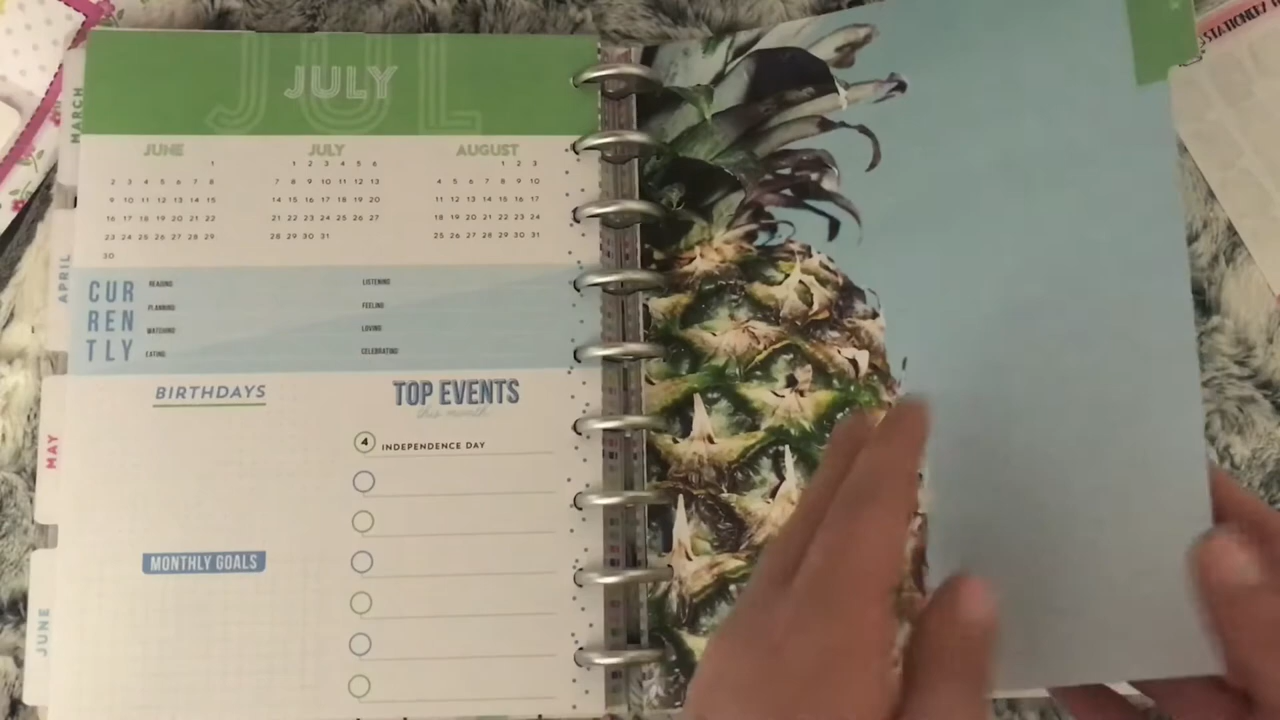 JUL
JULY
JUNE
1
2 3 4 5 6 7 8
9 10 11 12 13 14 15
16 17 18 19 20 21 22
23 24 25 26 27 28 29
30
JULY
1 2 3 4 5 6
7 8 9 10 11 12 13
14 15 16 17 18 19 20
21 22 23 24 25 26 27
28 29 30 31
AUGUST
1 2 3
4 5 6 7 8 9 10
11 12 13 14 15 16 17
18 19 20 21 22 23 24
25 26 27 28 29 30 31
CUR
REN
TLY
READING
PLANNING
WATCHING
EATING
LISTENING
FEELING
LOVING
CELEBRATING
BIRTHDAYS
MONTHLY GOALS
TOP EVENTS
this month
4 INDEPENDENCE DAY
MARCH
APRIL
MAY
JUNE
STATIONERY